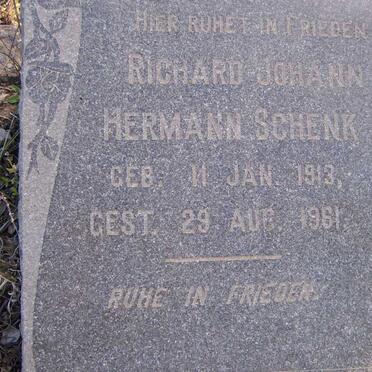 HIER RUHET IN FRIEDEN
RICHARD JOHANN
HERMANN SCHENK
GEB. 11 JAN. 1913,
GEST. 29 AUG. 1961.
RUHE IN FRIEDEN.